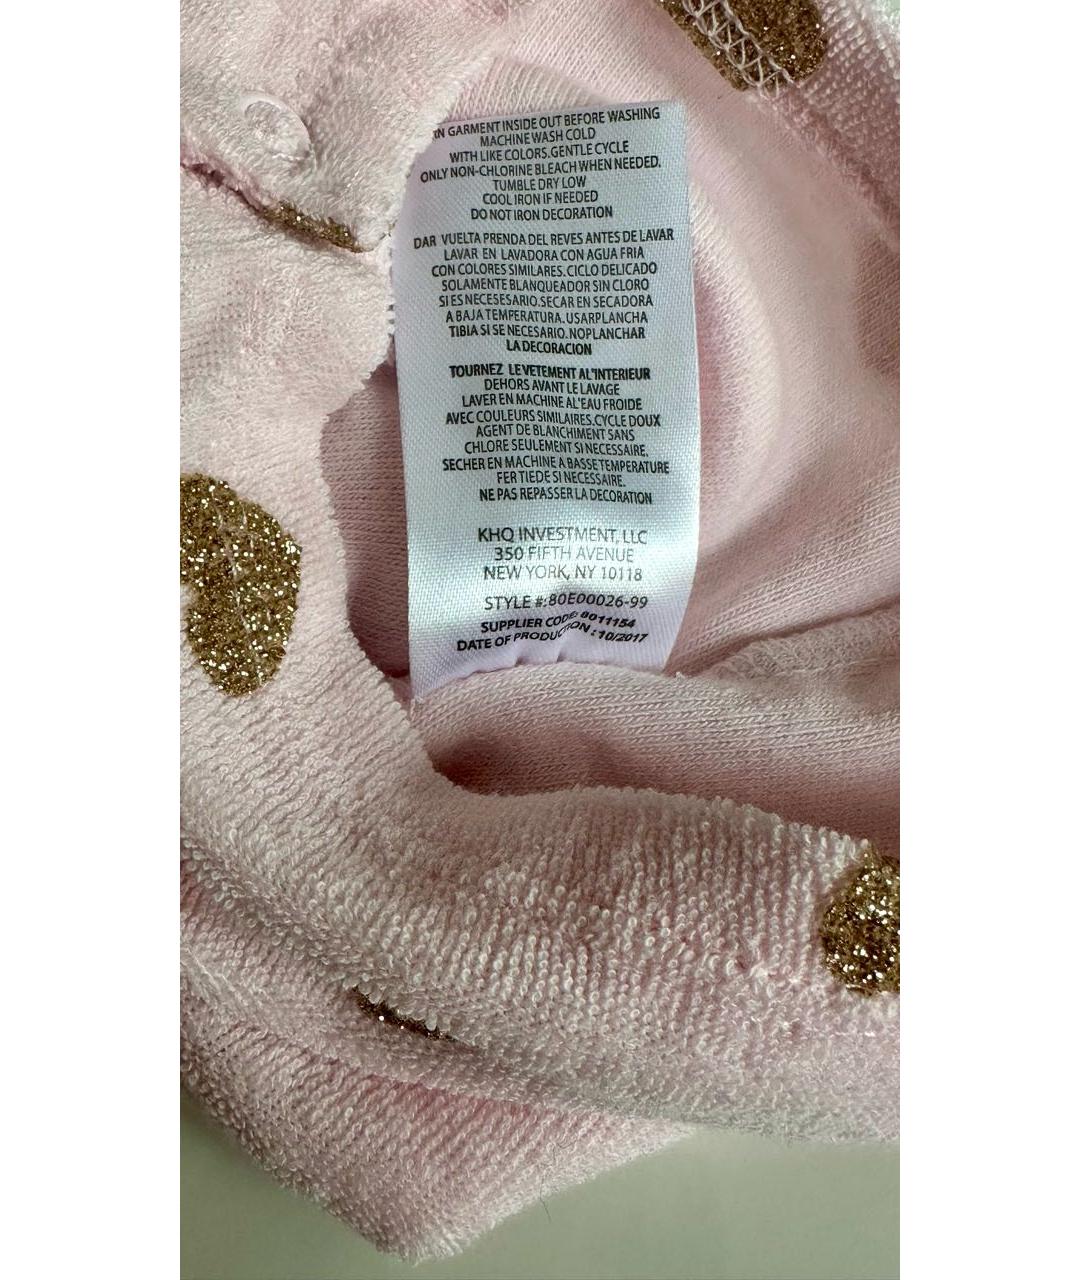 RN GARMENT INSIDE OUT BEFORE WASHING
MACHINE WASH COLD
WITH LIKE COLORS.GENTLE CYCLE
ONLY NON-CHLORINE BLEACH WHEN NEEDED.
TUMBLE DRY LOW
COOL IRON IF NEEDED
DO NOT IRON DECORATION
DAR VUELTA PRENDA DEL REVES ANTES DE LAVAR
LAVAR EN LAVADORA CON AGUA FRIA
CON COLORES SIMILARES.CICLO DELICADO
SOLAMENTE BLANQUEADOR SIN CLORO
SI ES NECESESARIO.SECAR EN SECADORA
A BAJA TEMPERATURA.USARPLANCHA
TIBIA SI SE NECESARIO.NOPLANCHAR
LA DECORACION
TOURNEZ LE VETEMENT AL'INTERIEUR
DEHORS AVANT LE LAVAGE
LAVER EN MACHINE AL'EAU FROIDE
AVEC COULEURS SIMILAIRES.CYCLE DOUX
AGENT DE BLANCHIMENT SANS
CHLORE SEULEMENT SI NECESSAIRE.
SECHER EN MACHINE A BASSE TEMPERATURE
FER TIEDE SI NECESSAIRE.
NE PAS REPASSER LA DECORATION
KHQ INVESTMENT, LLC
350 FIFTH AVENUE
NEW YORK, NY 10118
STYLE #:80E00026-99
SUPPLIER CODE: 8011154
DATE OF PRODUCTION : 10/2017